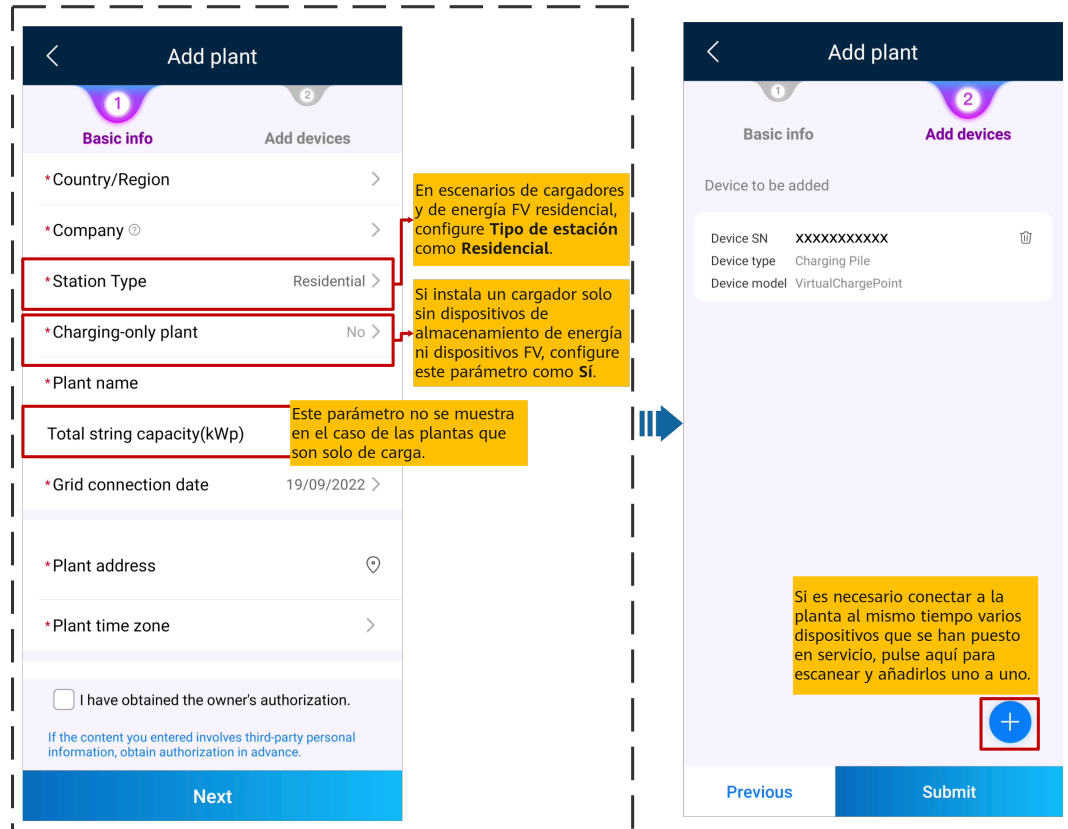 Add plant
1
2
Basic info
Add devices
*Country/Region
*Company ?
*Station Type
Residential
*Charging-only plant
No
*Plant name
Total string capacity(kWp)
*Grid connection date
19/09/2022
*Plant address
*Plant time zone
I have obtained the owner's authorization.
If the content you entered involves third-party personal
information, obtain authorization in advance.
Next
En escenarios de cargadores
y de energía FV residencial,
configure Tipo de estación
como Residencial.
Si instala un cargador solo
sin dispositivos de
almacenamiento de energía
ni dispositivos FV, configure
este parámetro como Sí.
Este parámetro no se muestra
en el caso de las plantas que
son solo de carga.
Add plant
1
2
Basic info
Add devices
Device to be added
Device SN XXXXXXXXXXX
Device type Charging Pile
Device model VirtualChargePoint
Si es necesario conectar a la
planta al mismo tiempo varios
dispositivos que se han puesto
en servicio, pulse aquí para
escanear y añadirlos uno a uno.
+
Previous
Submit